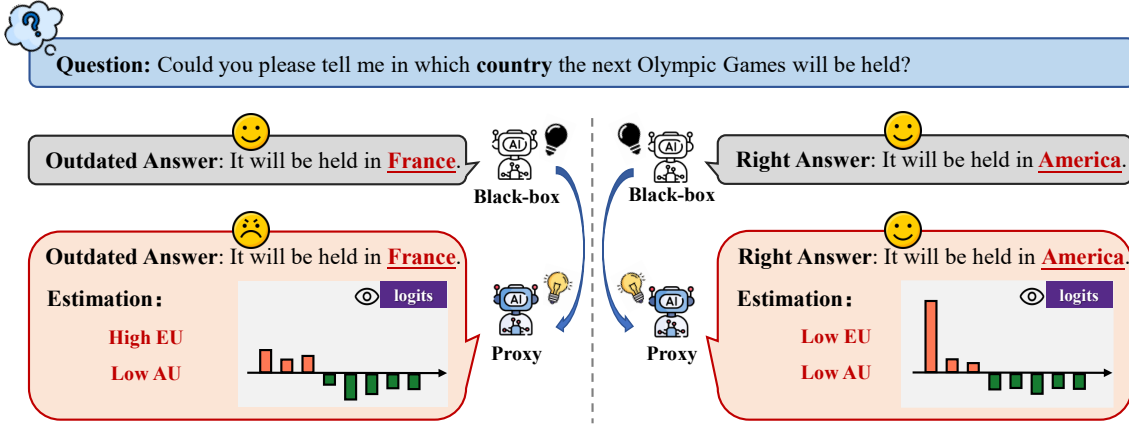 Question: Could you please tell me in which country the next Olympic Games will be held?
Outdated Answer: It will be held in France.
AI
Black-box
Outdated Answer: It will be held in France.
Estimation:
High EU
Low AU
logits
AI
Proxy
AI
Black-box
Right Answer: It will be held in America.
AI
Proxy
Right Answer: It will be held in America.
Estimation:
Low EU
Low AU
logits